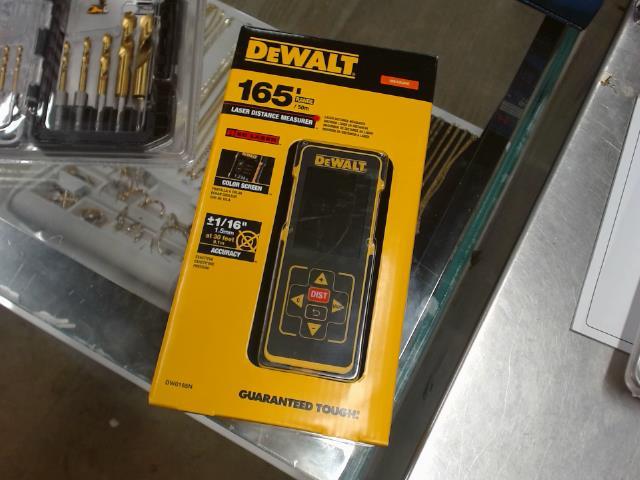 DEWALT
165'
RANGE
/ 50m
LASER DISTANCE MEASURER
DEWALT
COLOR SCREEN
±1/16"
1.5mm
at 30 feet
9.1m
ACCURACY
DIST
DW0165N
GUARANTEED TOUGH.